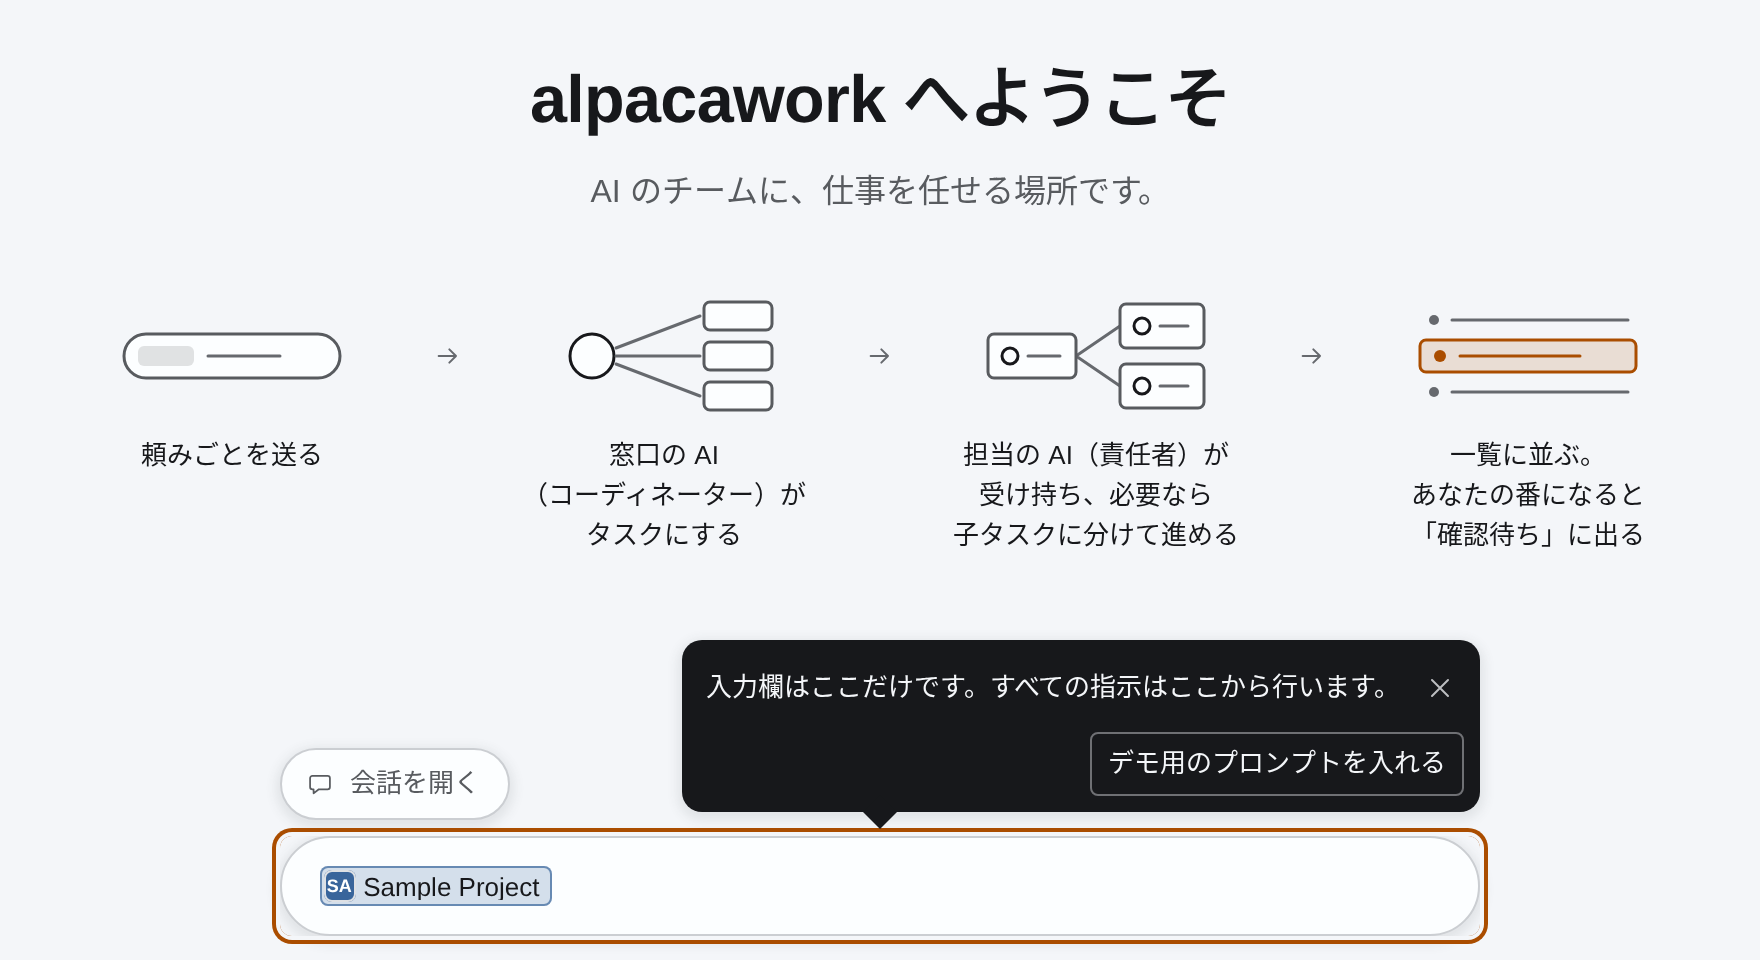 alpacawork へようこそ
AI のチームに、仕事を任せる場所です。
頼みごとを送る
窓口の AI
（コーディネーター）が
タスクにする
担当の AI（責任者）が
受け持ち、必要なら
子タスクに分けて進める
一覧に並ぶ。
あなたの番になると
「確認待ち」に出る
入力欄はここだけです。すべての指示はここから行います。
デモ用のプロンプトを入れる
会話を開く
SA Sample Project